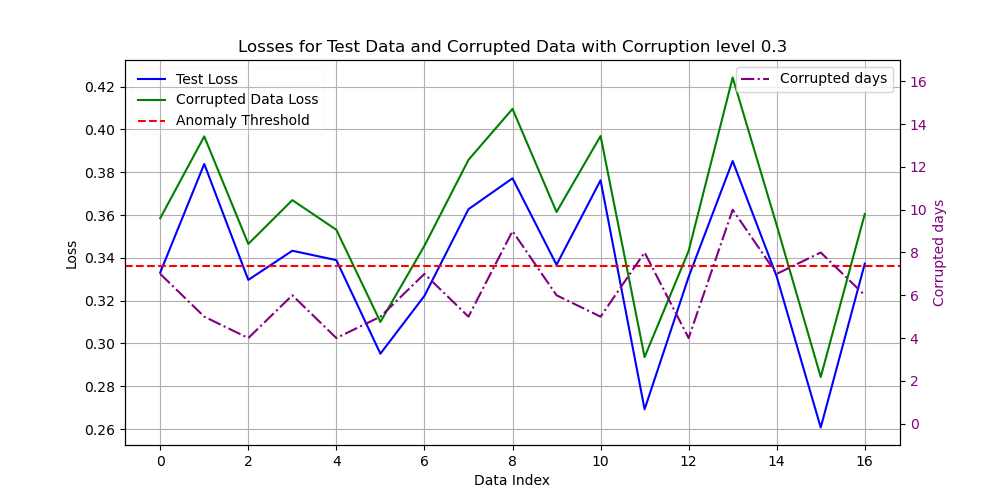 Losses for Test Data and Corrupted Data with Corruption level 0.3
Test Loss
Corrupted Data Loss
Anomaly Threshold
Corrupted days
0.42
0.40
0.38
0.36
0.34
0.32
0.30
0.28
0.26
Loss
16
14
12
10
8
6
4
2
0
Corrupted days
0 2 4 6 8 10 12 14 16
Data Index